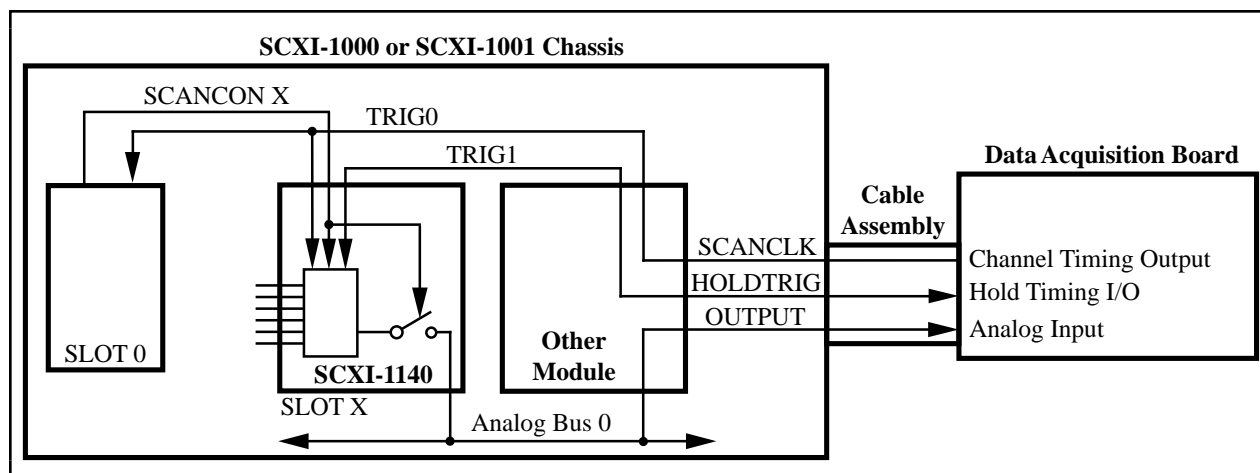 SCXI-1000 or SCXI-1001 Chassis
SCANCON X
TRIG0
TRIG1
Data Acquisition Board
Cable
Assembly
SCANCLK
Channel Timing Output
HOLDTRIG
Hold Timing I/O
OUTPUT
Analog Input
SLOT 0
Other
Module
SCXI-1140
SLOT X
Analog Bus 0